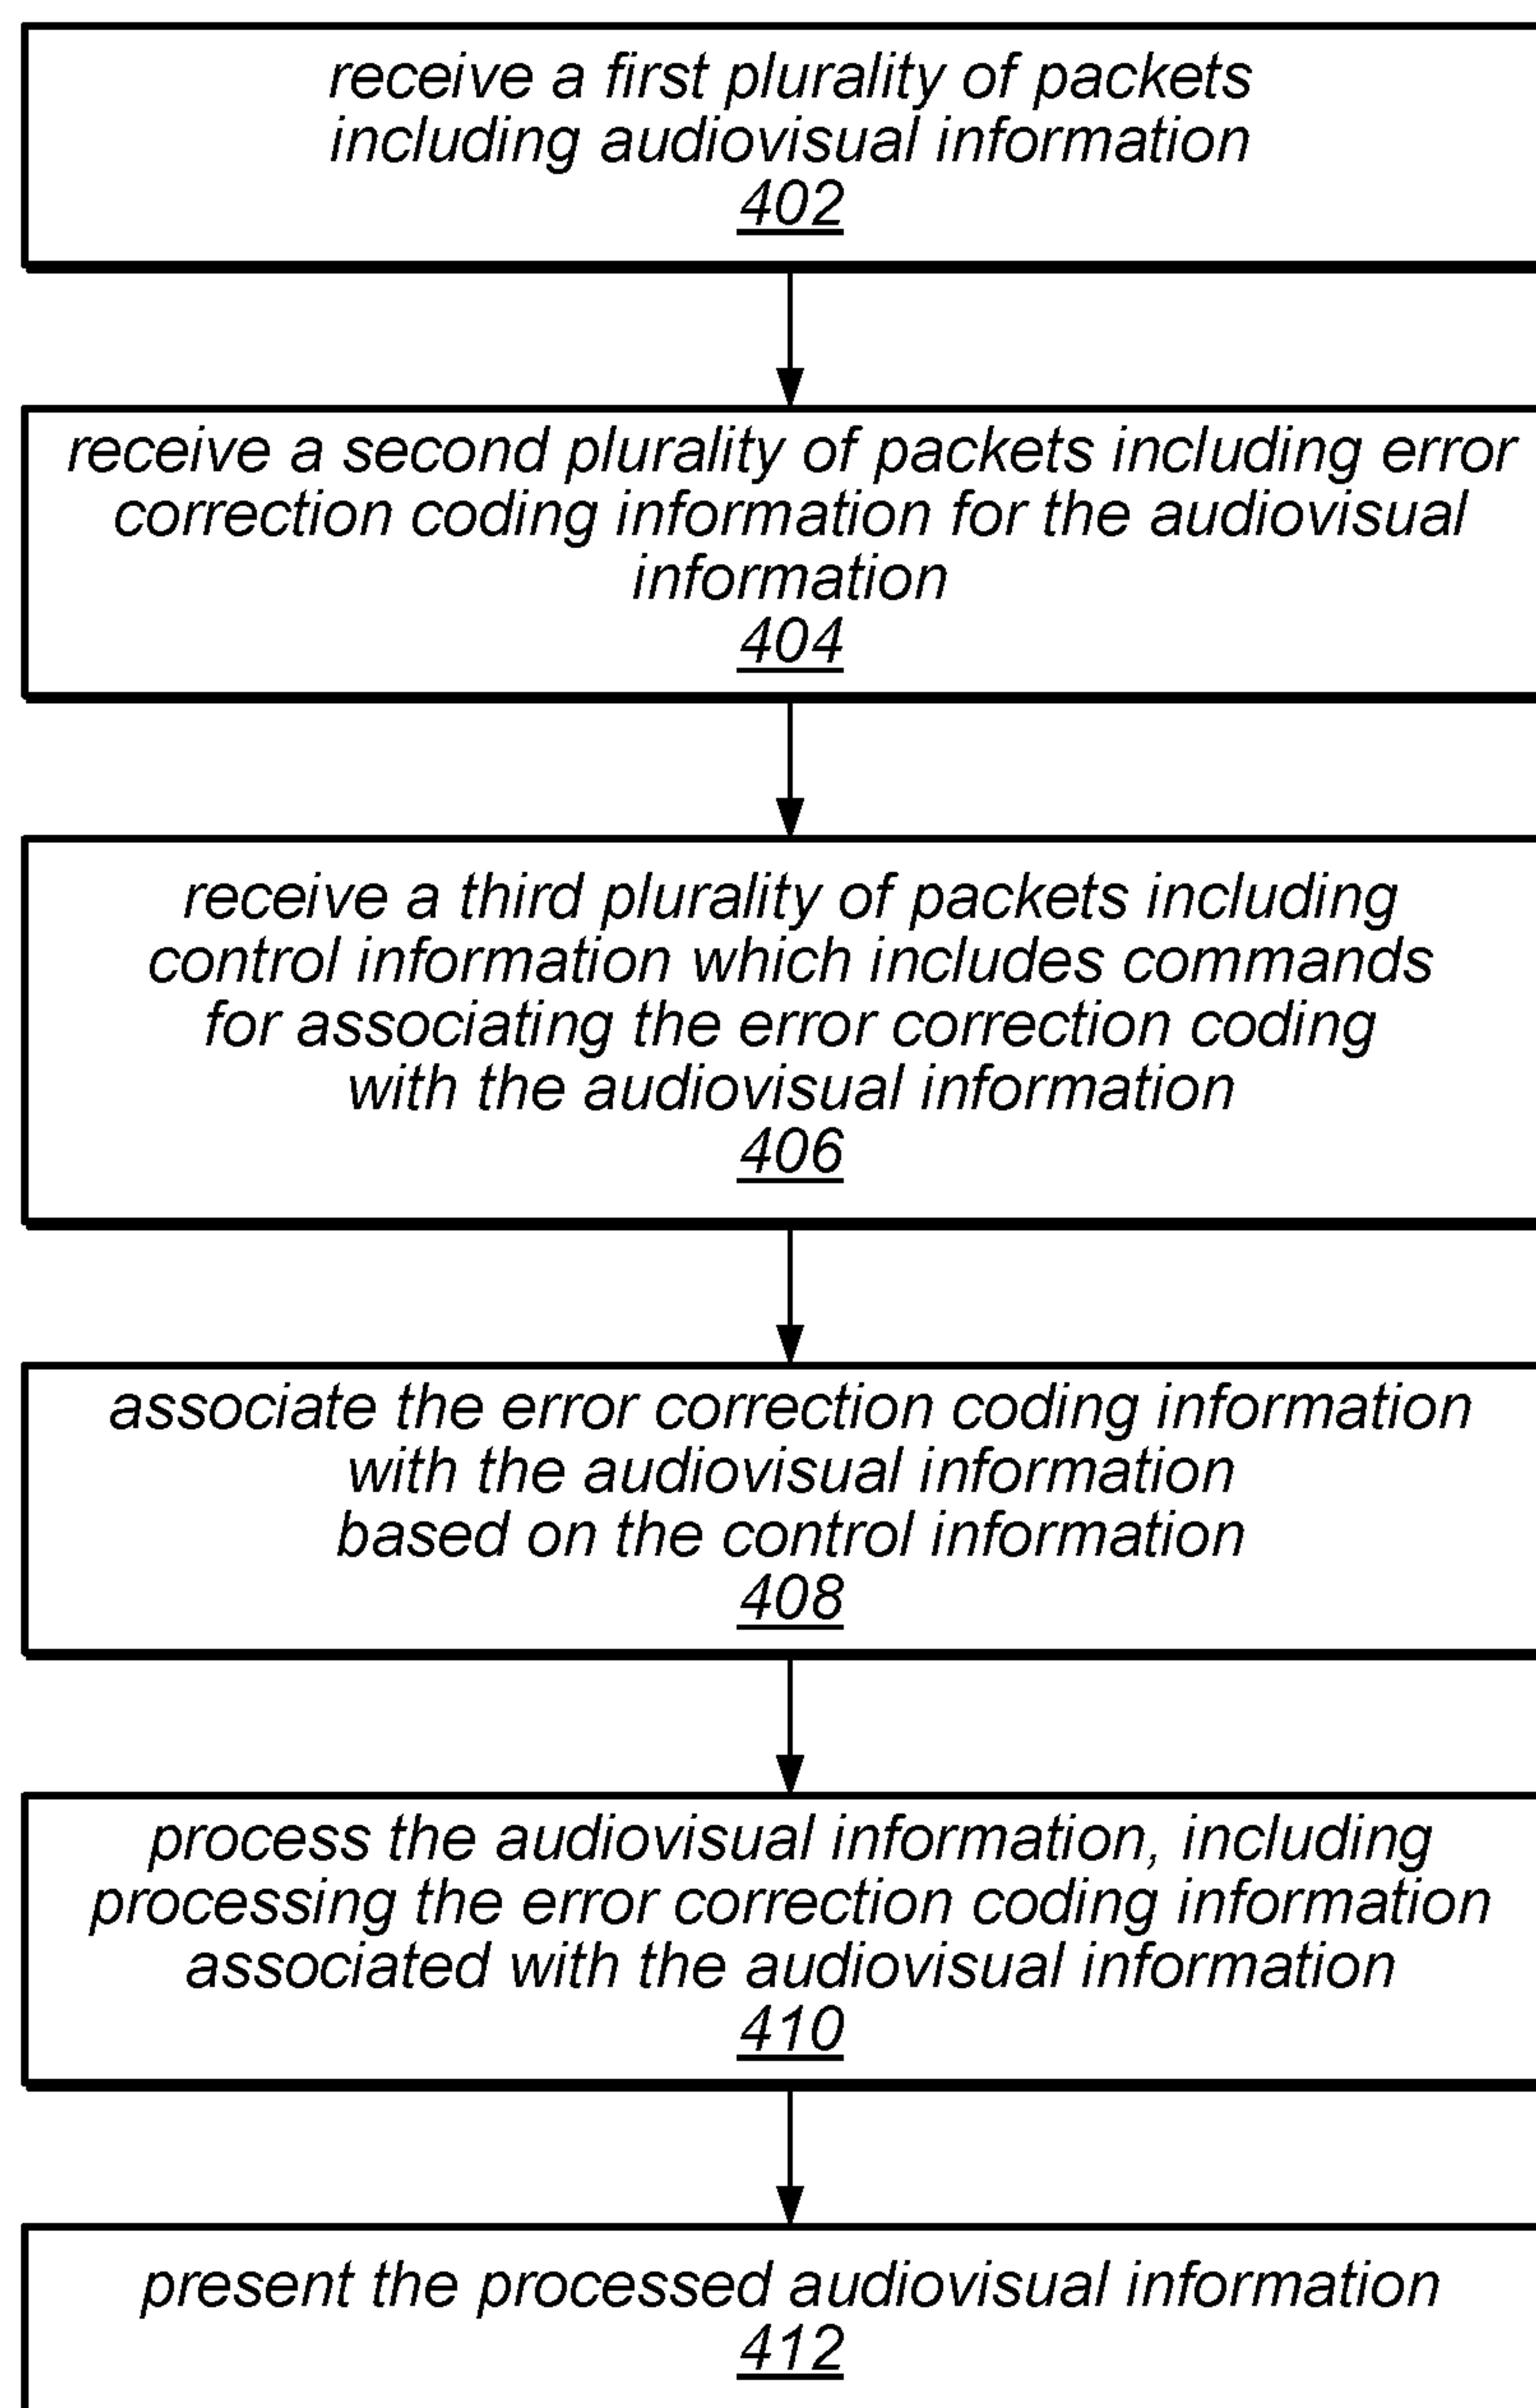 receive a first plurality of packets
including audiovisual information
402
receive a second plurality of packets including error
correction coding information for the audiovisual
information
404
receive a third plurality of packets including
control information which includes commands
for associating the error correction coding
with the audiovisual information
406
associate the error correction coding information
with the audiovisual information
based on the control information
408
process the audiovisual information, including
processing the error correction coding information
associated with the audiovisual information
410
present the processed audiovisual information
412